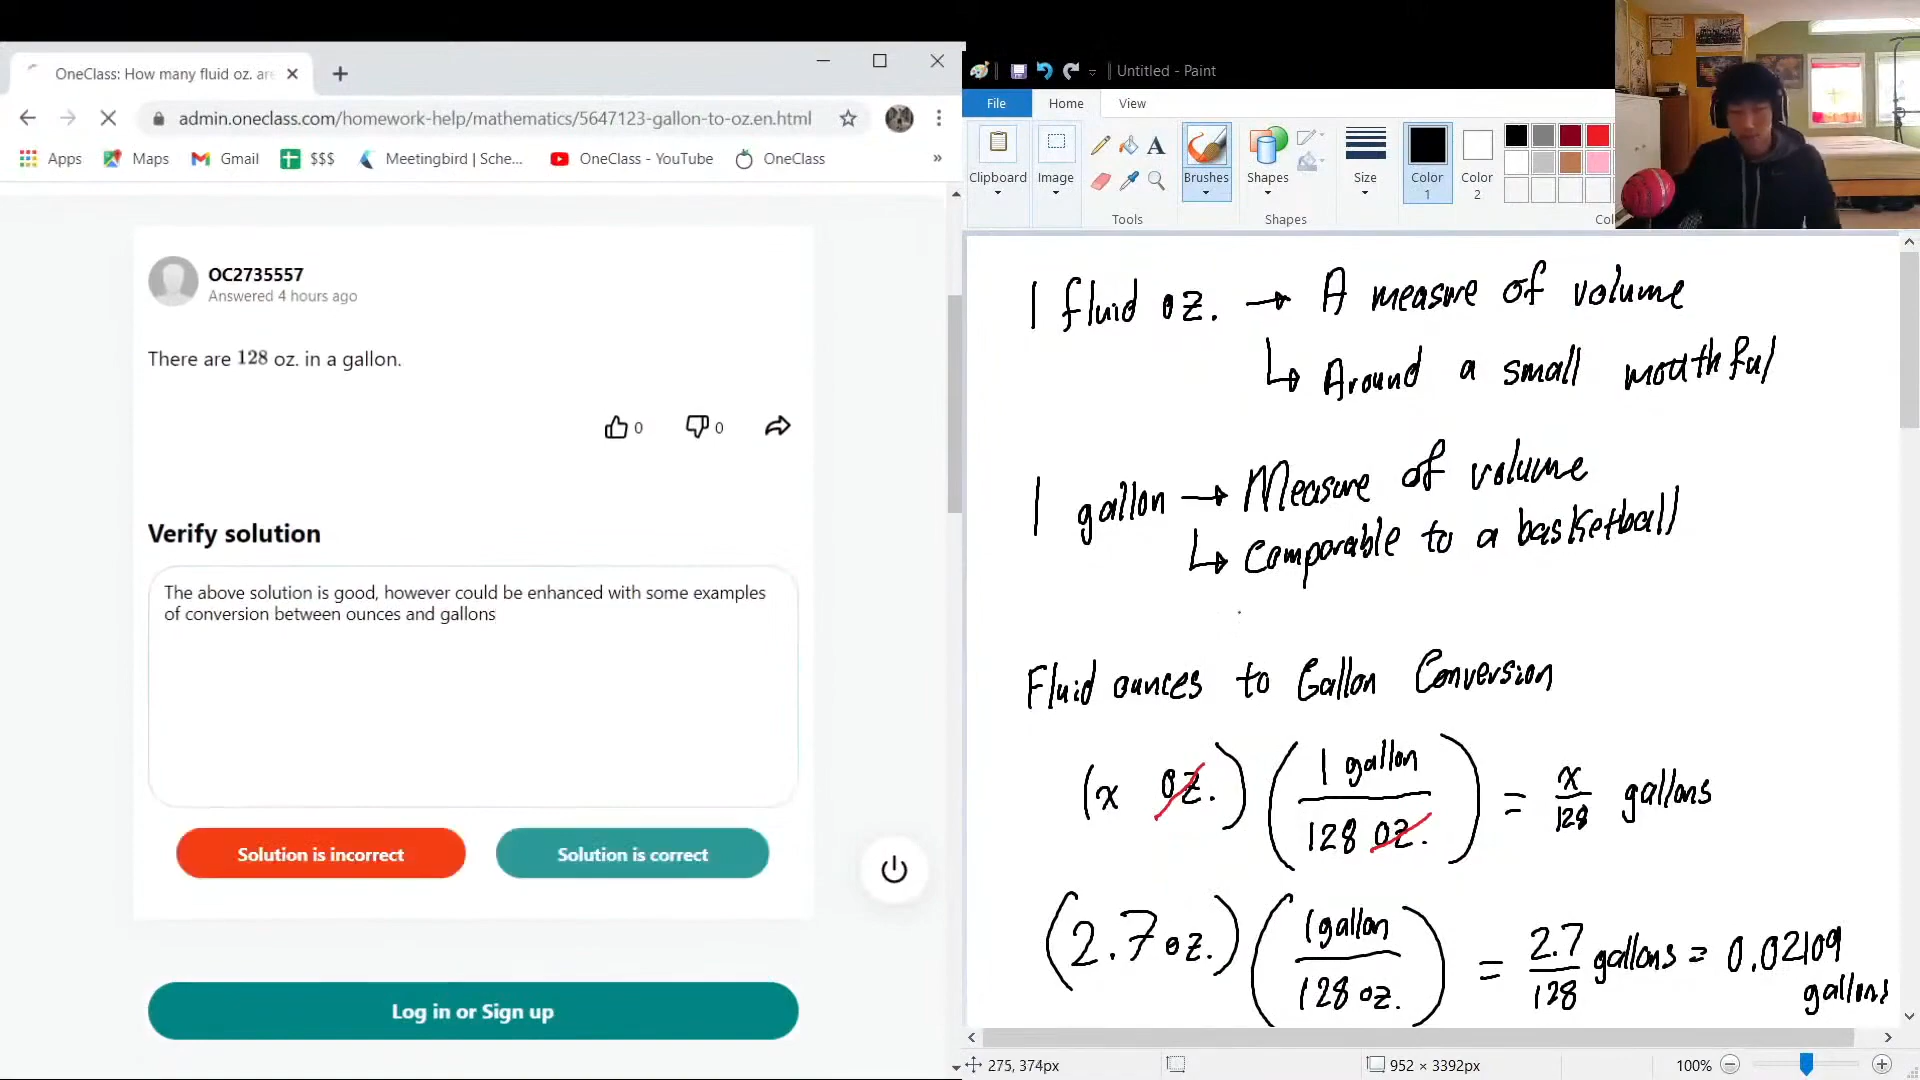 OneClass: How many fluid oz. are
admin.oneclass.com/homework-help/mathematics/5647123-gallon-to-oz.en.html
Apps Maps Gmail $$$ Meetingbird | Sche... OneClass - YouTube OneClass »
OC2735557
Answered 4 hours ago
There are 128 oz. in a gallon.
0 0
Verify solution
The above solution is good, however could be enhanced with some examples
of conversion between ounces and gallons
Solution is incorrect Solution is correct
Log in or Sign up
Untitled - Paint
File Home View
Clipboard Image Tools Brushes Shapes Size Color 1 Color 2
Shapes
1 fluid oz. → A measure of volume
↳ Around a small mouthful
1 gallon → Measure of volume
↳ Comparable to a basketball
Fluid ounces to Gallon Conversion
(x oz.) (1 gallon / 128 oz.) = x/128 gallons
(2.7 oz.) (1 gallon / 128 oz.) = 2.7/128 gallons = 0.02109 gallons
275, 374px 952 × 3392px 100%